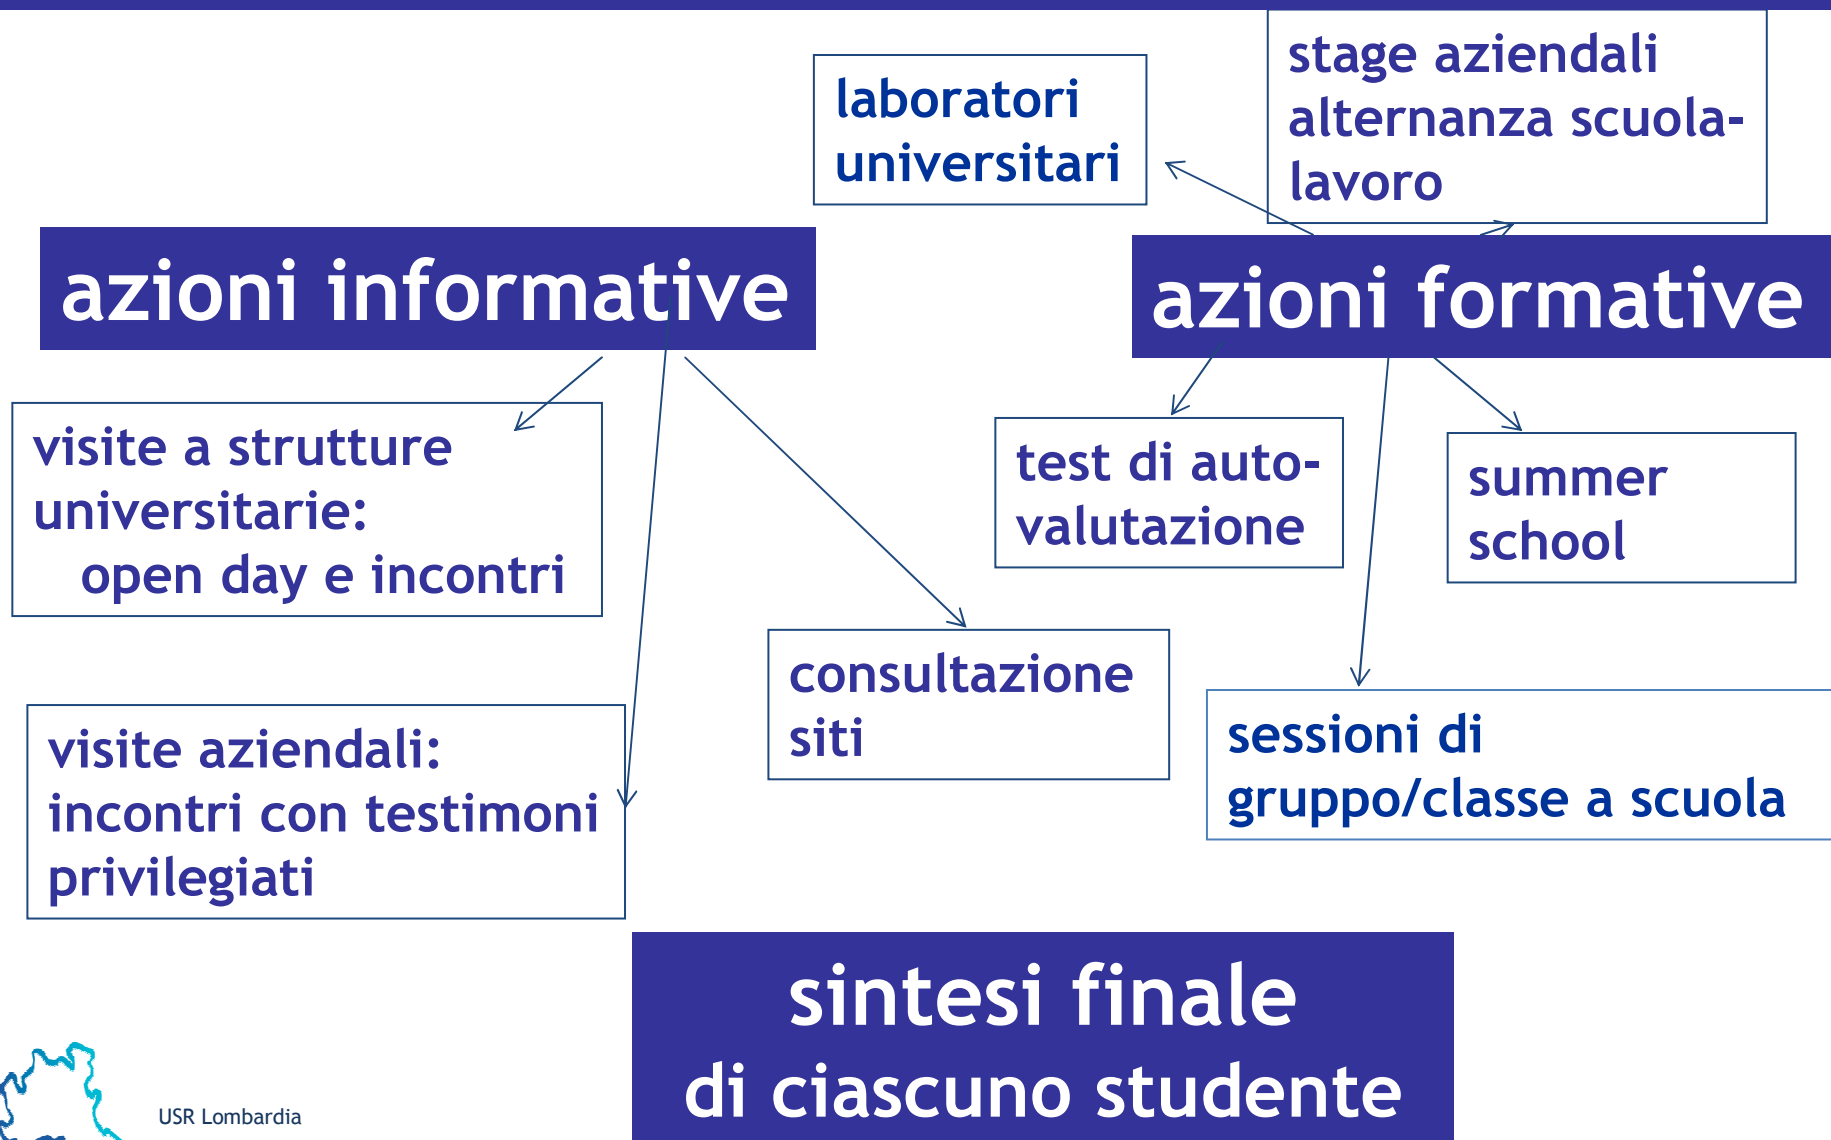 laboratori
universitari
stage aziendali
alternanza scuola-
lavoro
azioni informative
azioni formative
visite a strutture
universitarie:
open day e incontri
test di auto-
valutazione
summer
school
consultazione
siti
visite aziendali:
incontri con testimoni
privilegiati
sessioni di
gruppo/classe a scuola
sintesi finale
di ciascuno studente
USR Lombardia